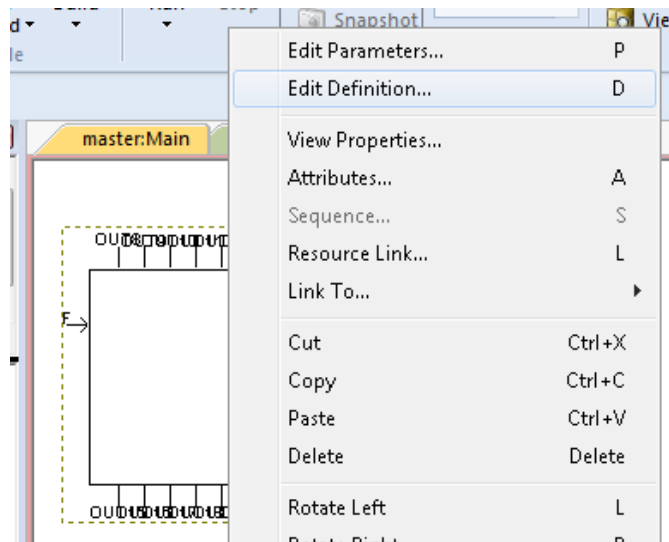 Snapshot
Edit Parameters... P
Edit Definition... D
master:Main
View Properties...
Attributes... A
Sequence... S
Resource Link... L
Link To...
F
Cut Ctrl+X
Copy Ctrl+C
Paste Ctrl+V
Delete Delete
Rotate Left L